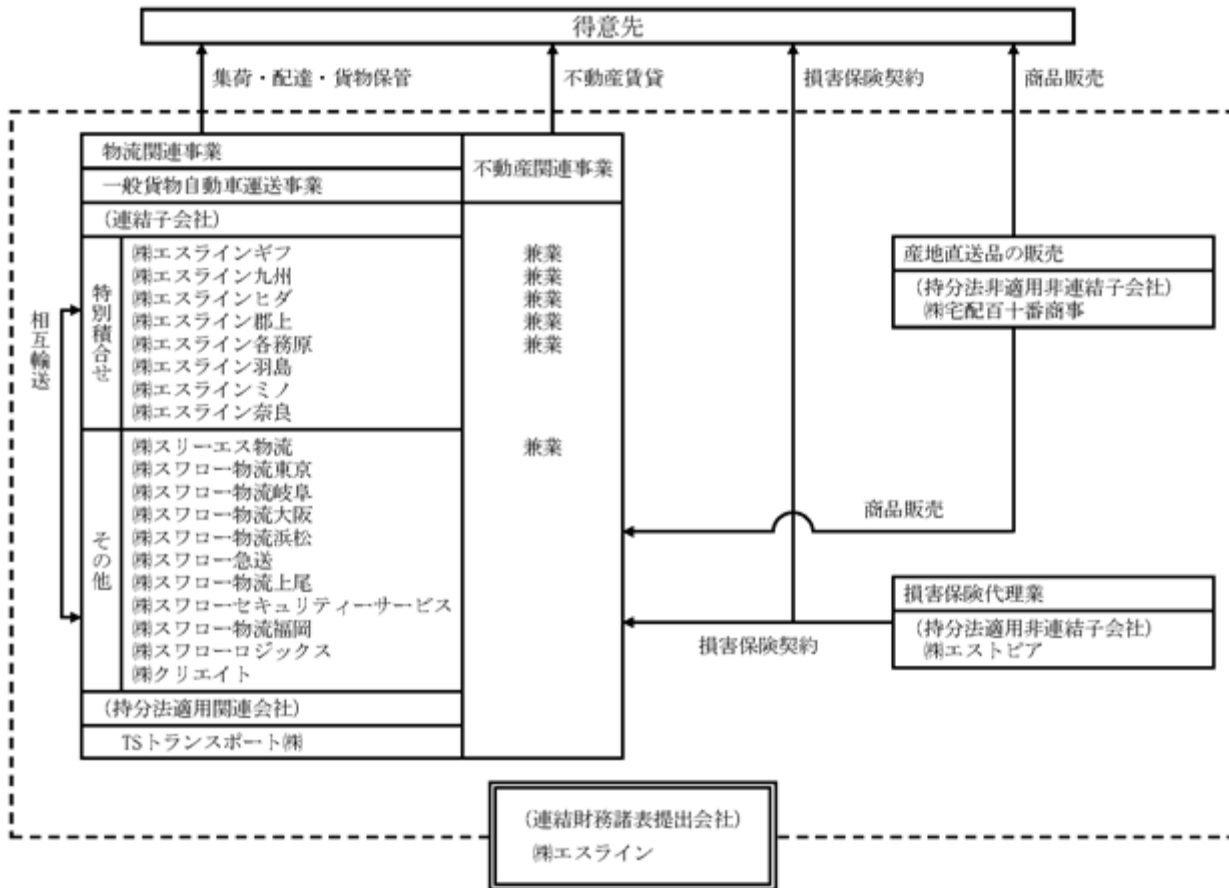 得意先
集荷・配達・貨物保管
不動産賃貸
損害保険契約
商品販売
物流関連事業
不動産関連事業
一般貨物自動車運送事業
(連結子会社)
相互輸送
特別積合せ
㈱エスラインギフ 兼業
㈱エスライン九州 兼業
㈱エスラインヒダ 兼業
㈱エスライン郡上 兼業
㈱エスライン各務原 兼業
㈱エスライン羽島
㈱エスラインミノ
㈱エスライン奈良
その他
㈱スリーエス物流 兼業
㈱スワロー物流東京
㈱スワロー物流岐阜
㈱スワロー物流大阪
㈱スワロー物流浜松
㈱スワロー急送
㈱スワロー物流上尾
㈱スワローセキュリティーサービス
㈱スワロー物流福岡
㈱スワローロジックス
㈱クリエイト
(持分法適用関連会社)
TSトランスポート㈱
産地直送品の販売
(持分法非適用非連結子会社)
㈱宅配百十番商事
商品販売
損害保険代理業
(持分法適用非連結子会社)
㈱エストピア
損害保険契約
(連結財務諸表提出会社)
㈱エスライン